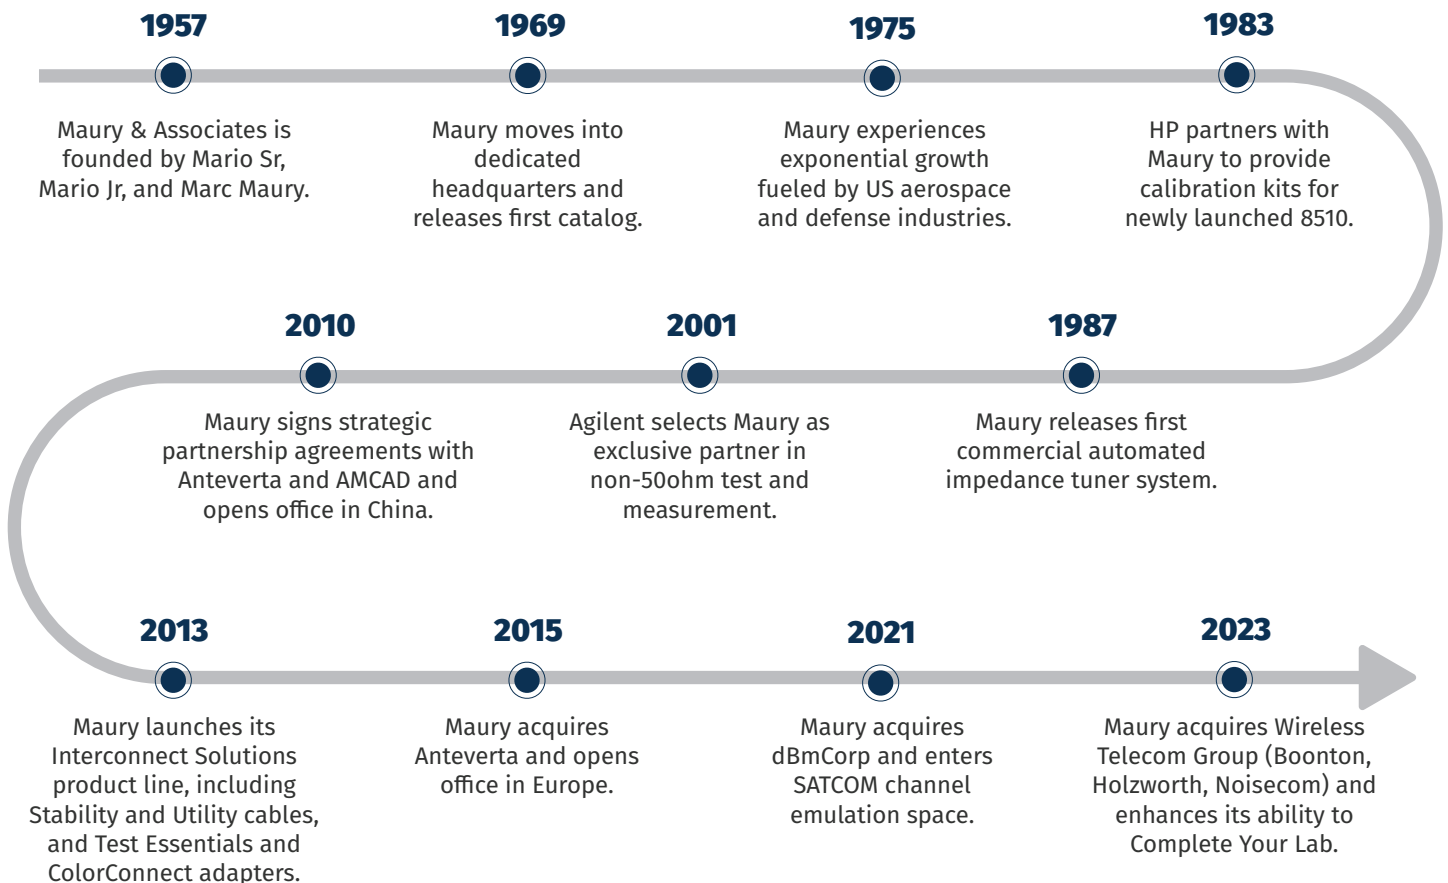 1957
Maury & Associates is
founded by Mario Sr,
Mario Jr, and Marc Maury.
1969
Maury moves into
dedicated
headquarters and
releases first catalog.
1975
Maury experiences
exponential growth
fueled by US aerospace
and defense industries.
1983
HP partners with
Maury to provide
calibration kits for
newly launched 8510.
1987
Maury releases first
commercial automated
impedance tuner system.
2001
Agilent selects Maury as
exclusive partner in
non-50ohm test and
measurement.
2010
Maury signs strategic
partnership agreements with
Anteverta and AMCAD and
opens office in China.
2013
Maury launches its
Interconnect Solutions
product line, including
Stability and Utility cables,
and Test Essentials and
ColorConnect adapters.
2015
Maury acquires
Anteverta and opens
office in Europe.
2021
Maury acquires
dBmCorp and enters
SATCOM channel
emulation space.
2023
Maury acquires Wireless
Telecom Group (Boonton,
Holzworth, Noisecom) and
enhances its ability to
Complete Your Lab.